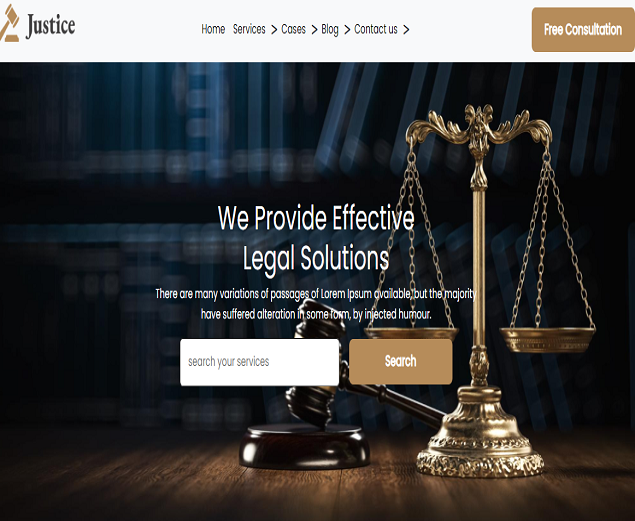 Justice
Home Services Cases Blog Contact us
Free Consultation
We Provide Effective
Legal Solutions
There are many variations of passages of Lorem Ipsum available, but the majority
have suffered alteration in some form, by injected humour.
search your services
Search